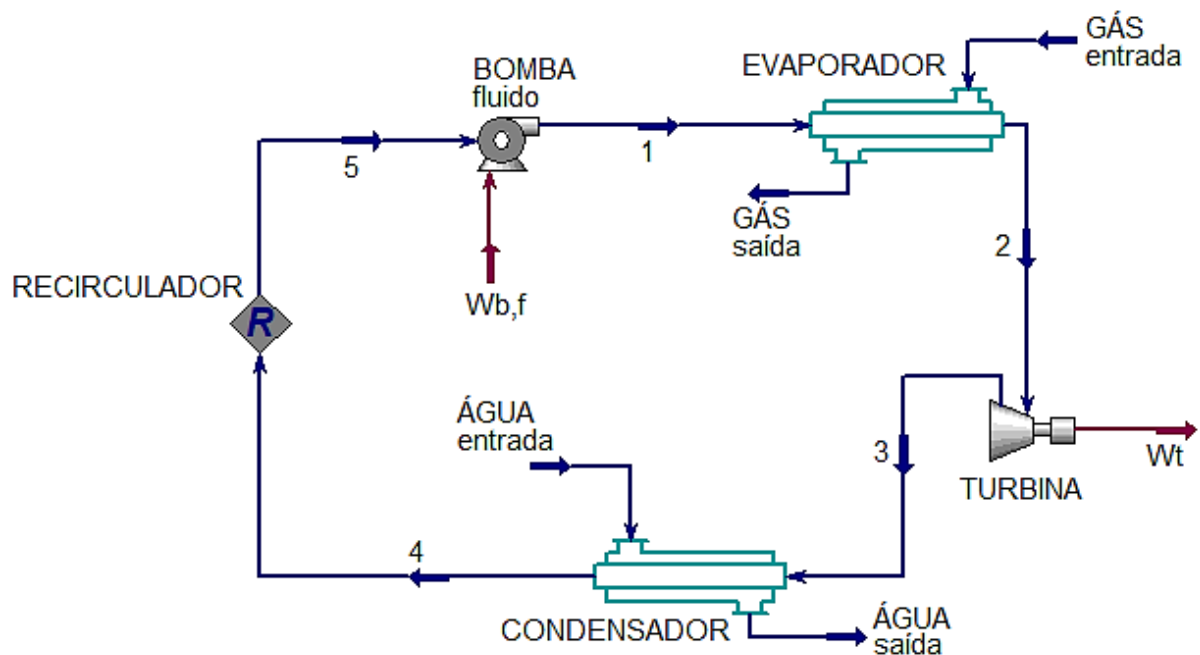 GÁS
entrada
EVAPORADOR
BOMBA
fluido
5
1
GÁS
saída
2
RECIRCULADOR
R
Wb,f
ÁGUA
entrada
3
Wt
TURBINA
4
CONDENSADOR
ÁGUA
saída